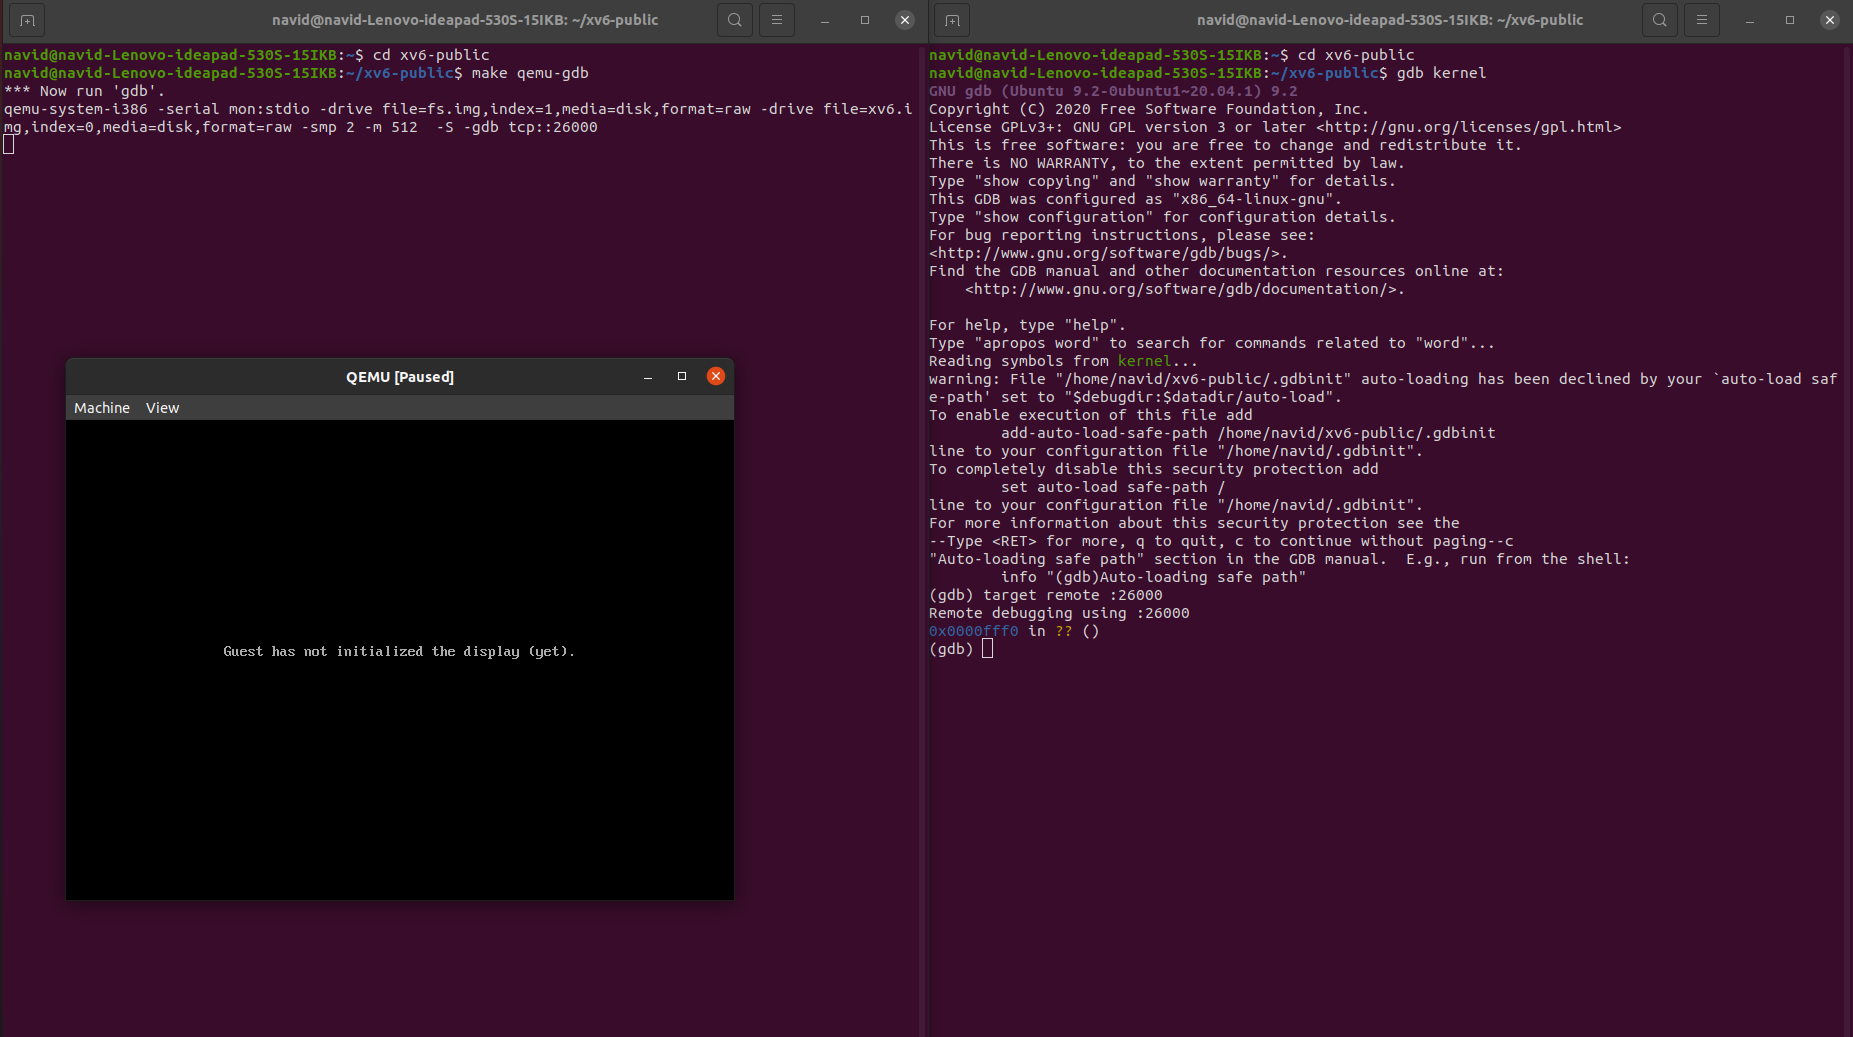 navid@navid-Lenovo-ideapad-530S-15IKB: ~/xv6-public
navid@navid-Lenovo-ideapad-530S-15IKB:~$ cd xv6-public
navid@navid-Lenovo-ideapad-530S-15IKB:~/xv6-public$ make qemu-gdb
*** Now run 'gdb'.
qemu-system-i386 -serial mon:stdio -drive file=fs.img,index=1,media=disk,format=raw -drive file=xv6.i
mg,index=0,media=disk,format=raw -smp 2 -m 512  -S -gdb tcp::26000
QEMU [Paused]
Machine View
Guest has not initialized the display (yet).
navid@navid-Lenovo-ideapad-530S-15IKB: ~/xv6-public
navid@navid-Lenovo-ideapad-530S-15IKB:~$ cd xv6-public
navid@navid-Lenovo-ideapad-530S-15IKB:~/xv6-public$ gdb kernel
GNU gdb (Ubuntu 9.2-0ubuntu1~20.04.1) 9.2
Copyright (C) 2020 Free Software Foundation, Inc.
License GPLv3+: GNU GPL version 3 or later <http://gnu.org/licenses/gpl.html>
This is free software: you are free to change and redistribute it.
There is NO WARRANTY, to the extent permitted by law.
Type "show copying" and "show warranty" for details.
This GDB was configured as "x86_64-linux-gnu".
Type "show configuration" for configuration details.
For bug reporting instructions, please see:
<http://www.gnu.org/software/gdb/bugs/>.
Find the GDB manual and other documentation resources online at:
    <http://www.gnu.org/software/gdb/documentation/>.
For help, type "help".
Type "apropos word" to search for commands related to "word"...
Reading symbols from kernel...
warning: File "/home/navid/xv6-public/.gdbinit" auto-loading has been declined by your `auto-load saf
e-path' set to "$debugdir:$datadir/auto-load".
To enable execution of this file add
        add-auto-load-safe-path /home/navid/xv6-public/.gdbinit
line to your configuration file "/home/navid/.gdbinit".
To completely disable this security protection add
        set auto-load safe-path /
line to your configuration file "/home/navid/.gdbinit".
For more information about this security protection see the
--Type <RET> for more, q to quit, c to continue without paging--c
"Auto-loading safe path" section in the GDB manual.  E.g., run from the shell:
        info "(gdb)Auto-loading safe path"
(gdb) target remote :26000
Remote debugging using :26000
0x0000fff0 in ?? ()
(gdb)